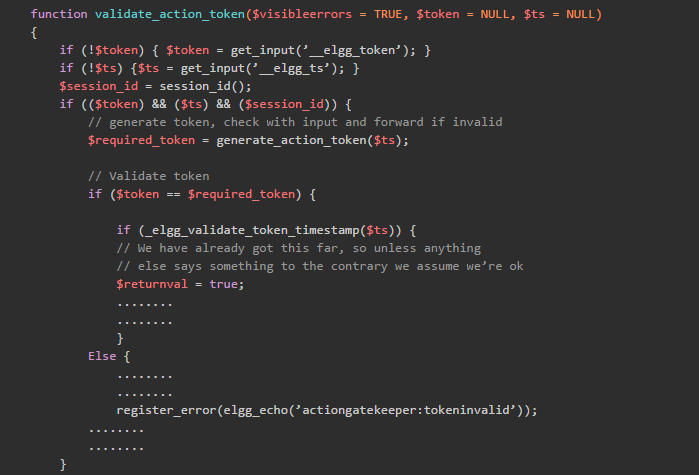 function validate_action_token($visibleerrors = TRUE, $token = NULL, $ts = NULL)
{
    if (!$token) { $token = get_input(’__elgg_token’); }
    if (!$ts) {$ts = get_input(’__elgg_ts’); }
    $session_id = session_id();
    if (($token) && ($ts) && ($session_id)) {
        // generate token, check with input and forward if invalid
        $required_token = generate_action_token($ts);

        // Validate token
        if ($token == $required_token) {

            if (_elgg_validate_token_timestamp($ts)) {
            // We have already got this far, so unless anything
            // else says something to the contrary we assume we’re ok
            $returnval = true;
            ........
            ........
            }
        Else {
            ........
            ........
            register_error(elgg_echo(’actiongatekeeper:tokeninvalid’));
        ........
        ........
    }